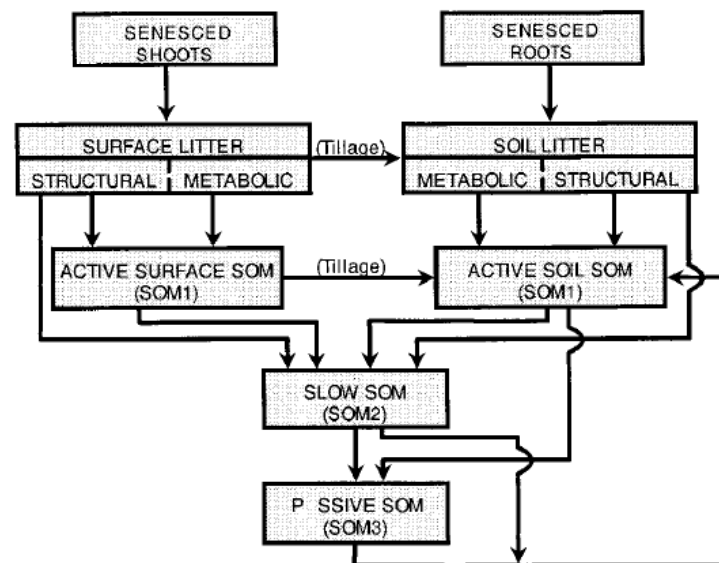 SENESCED
SHOOTS
SENESCED
ROOTS
SURFACE LITTER
(Tillage)
SOIL LITTER
STRUCTURAL
METABOLIC
METABOLIC
STRUCTURAL
ACTIVE SURFACE SOM
(SOM1)
(Tillage)
ACTIVE SOIL SOM
(SOM1)
SLOW SOM
(SOM2)
P SSIVE SOM
(SOM3)